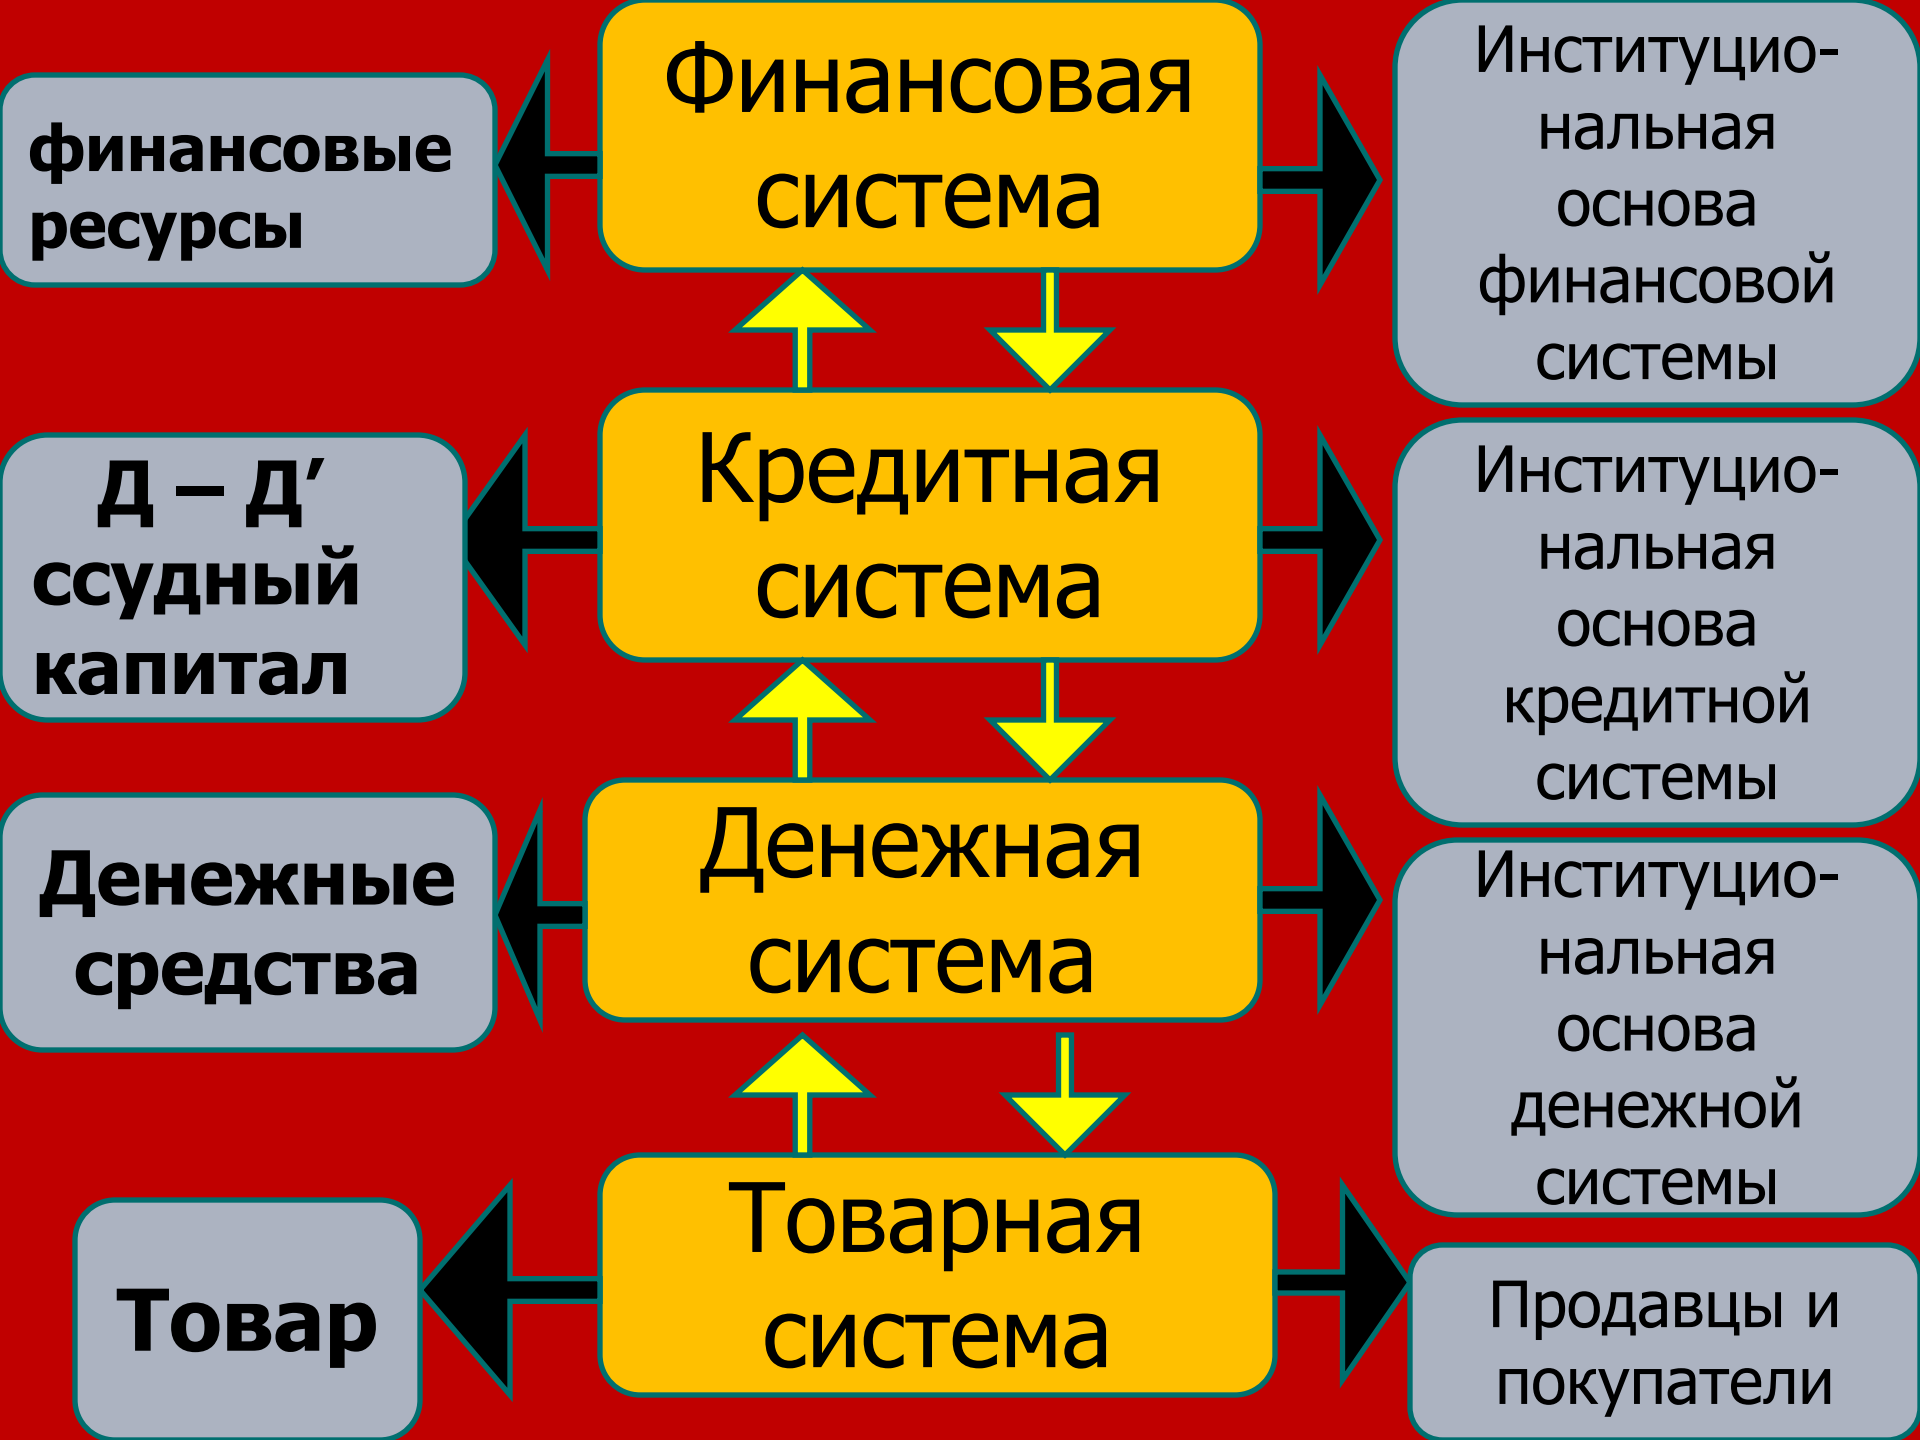 Финансовая
система
финансовые
ресурсы
Институцио-
нальная
основа
финансовой
системы
Кредитная
система
Д – Д’
ссудный
капитал
Институцио-
нальная
основа
кредитной
системы
Денежная
система
Денежные
средства
Институцио-
нальная
основа
денежной
системы
Товарная
система
Товар
Продавцы и
покупатели